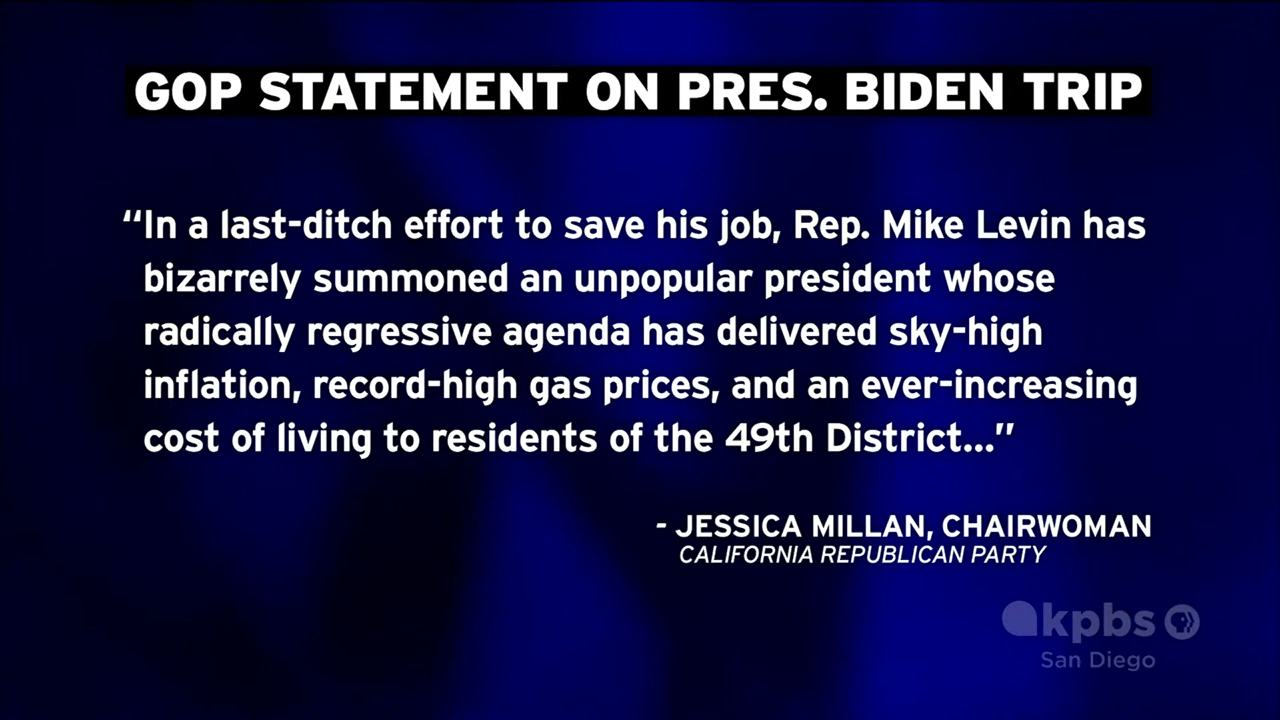 GOP STATEMENT ON PRES. BIDEN TRIP
“In a last-ditch effort to save his job, Rep. Mike Levin has
bizarrely summoned an unpopular president whose
radically regressive agenda has delivered sky-high
inflation, record-high gas prices, and an ever-increasing
cost of living to residents of the 49th District...”
- JESSICA MILLAN, CHAIRWOMAN
CALIFORNIA REPUBLICAN PARTY
kpbs
San Diego